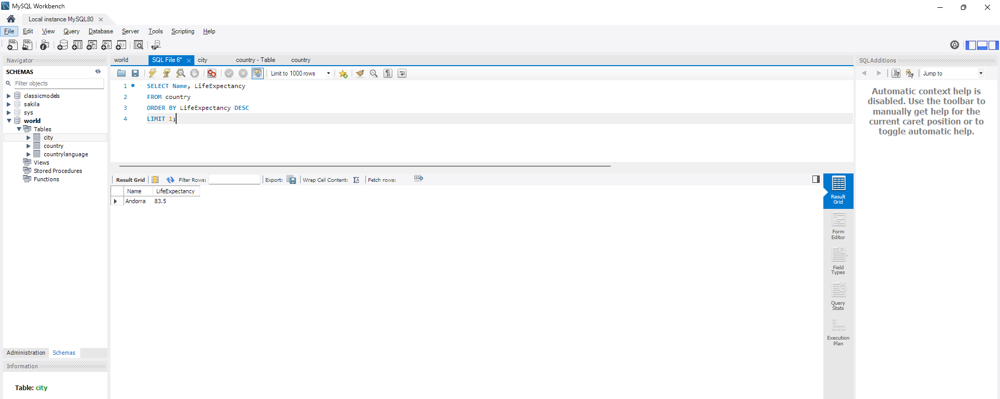 MySQL Workbench
Local instance MySQL80
File Edit View Query Database Server Tools Scripting Help
Navigator
SCHEMAS
Filter objects
classicmodels
sakila
sys
world
Tables
city
country
countrylanguage
Views
Stored Procedures
Functions
Administration Schemas
Information
Table: city
world SQL File 6* city country - Table country
Limit to 1000 rows
1 SELECT Name, LifeExpectancy
2 FROM country
3 ORDER BY LifeExpectancy DESC
4 LIMIT 1;
Result Grid Filter Rows: Export: Wrap Cell Content: Fetch rows:
Name LifeExpectancy
Andorra 83.5
Result
Grid
Form
Editor
Field
Types
Query
Stats
Execution
Plan
SQLAdditions
Jump to
Automatic context help is
disabled. Use the toolbar to
manually get help for the
current caret position or to
toggle automatic help.